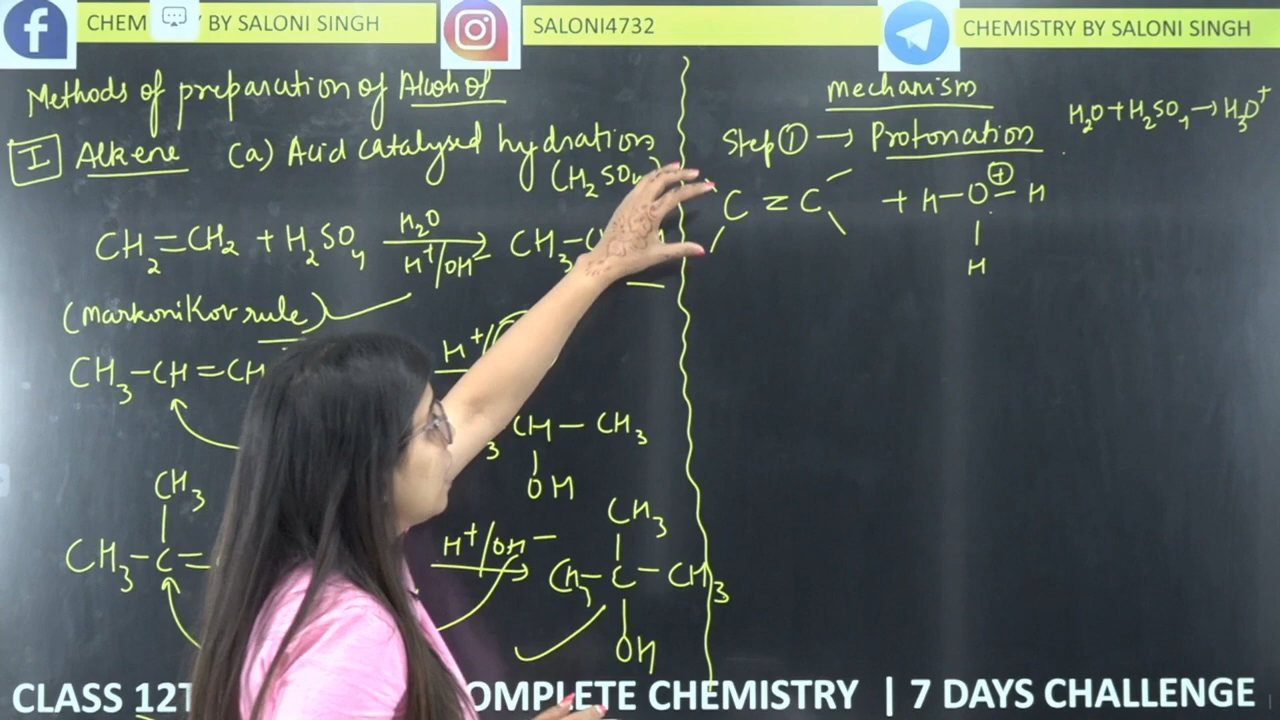 CHEM BY SALONI SINGH
SALONI4732
CHEMISTRY BY SALONI SINGH
Methods of preparation of Alcohol
I Alkene (a) Acid catalysed hydration
(H₂SO₄)
CH₂=CH₂ + H₂SO₄ H₂O H⁺/OH⁻ → CH₃-C
(Markonikov rule)
CH₃-CH=CH H⁺/
₃ CH - CH₃
OH
CH₃
CH₃-C= H⁺/OH⁻ →
CH₃
CH₃-C-CH₃
OH
mechanism
H₂O + H₂SO₄ → H₃O⁺
Step ① → Protonation
C = C + H-O-H
⊕
H
CLASS 12T OMPLETE CHEMISTRY | 7 DAYS CHALLENGE